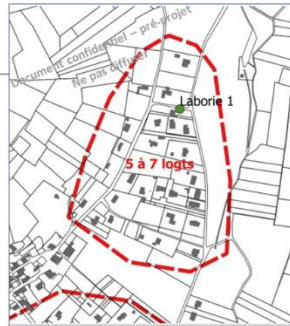 Document confidentiel – pré-projet
Ne pas diffuser
Laborie 1
5 à 7 logts